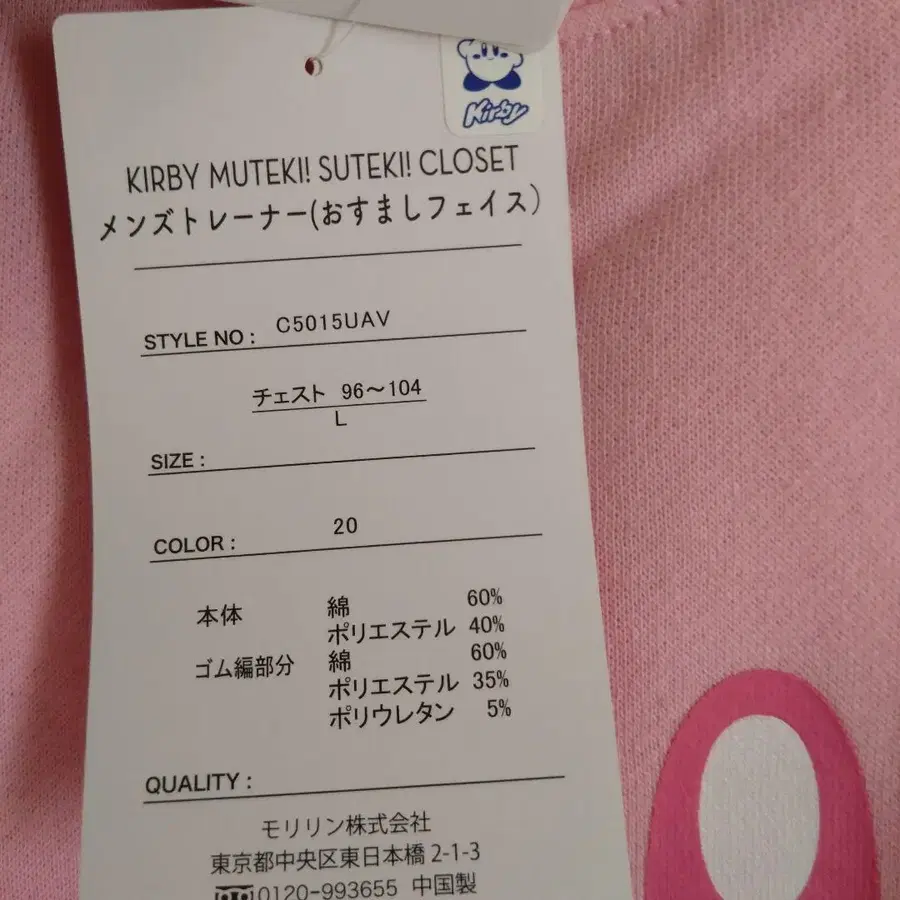 Kirby
KIRBY MUTEKI! SUTEKI! CLOSET
メンズトレーナー(おすましフェイス)
STYLE NO : C5015UAV
チェスト 96～104
L
SIZE :
COLOR : 20
本体 綿 60%
ポリエステル 40%
ゴム編部分 綿 60%
ポリエステル 35%
ポリウレタン 5%
QUALITY :
モリリン株式会社
東京都中央区東日本橋 2-1-3
0120-993655 中国製